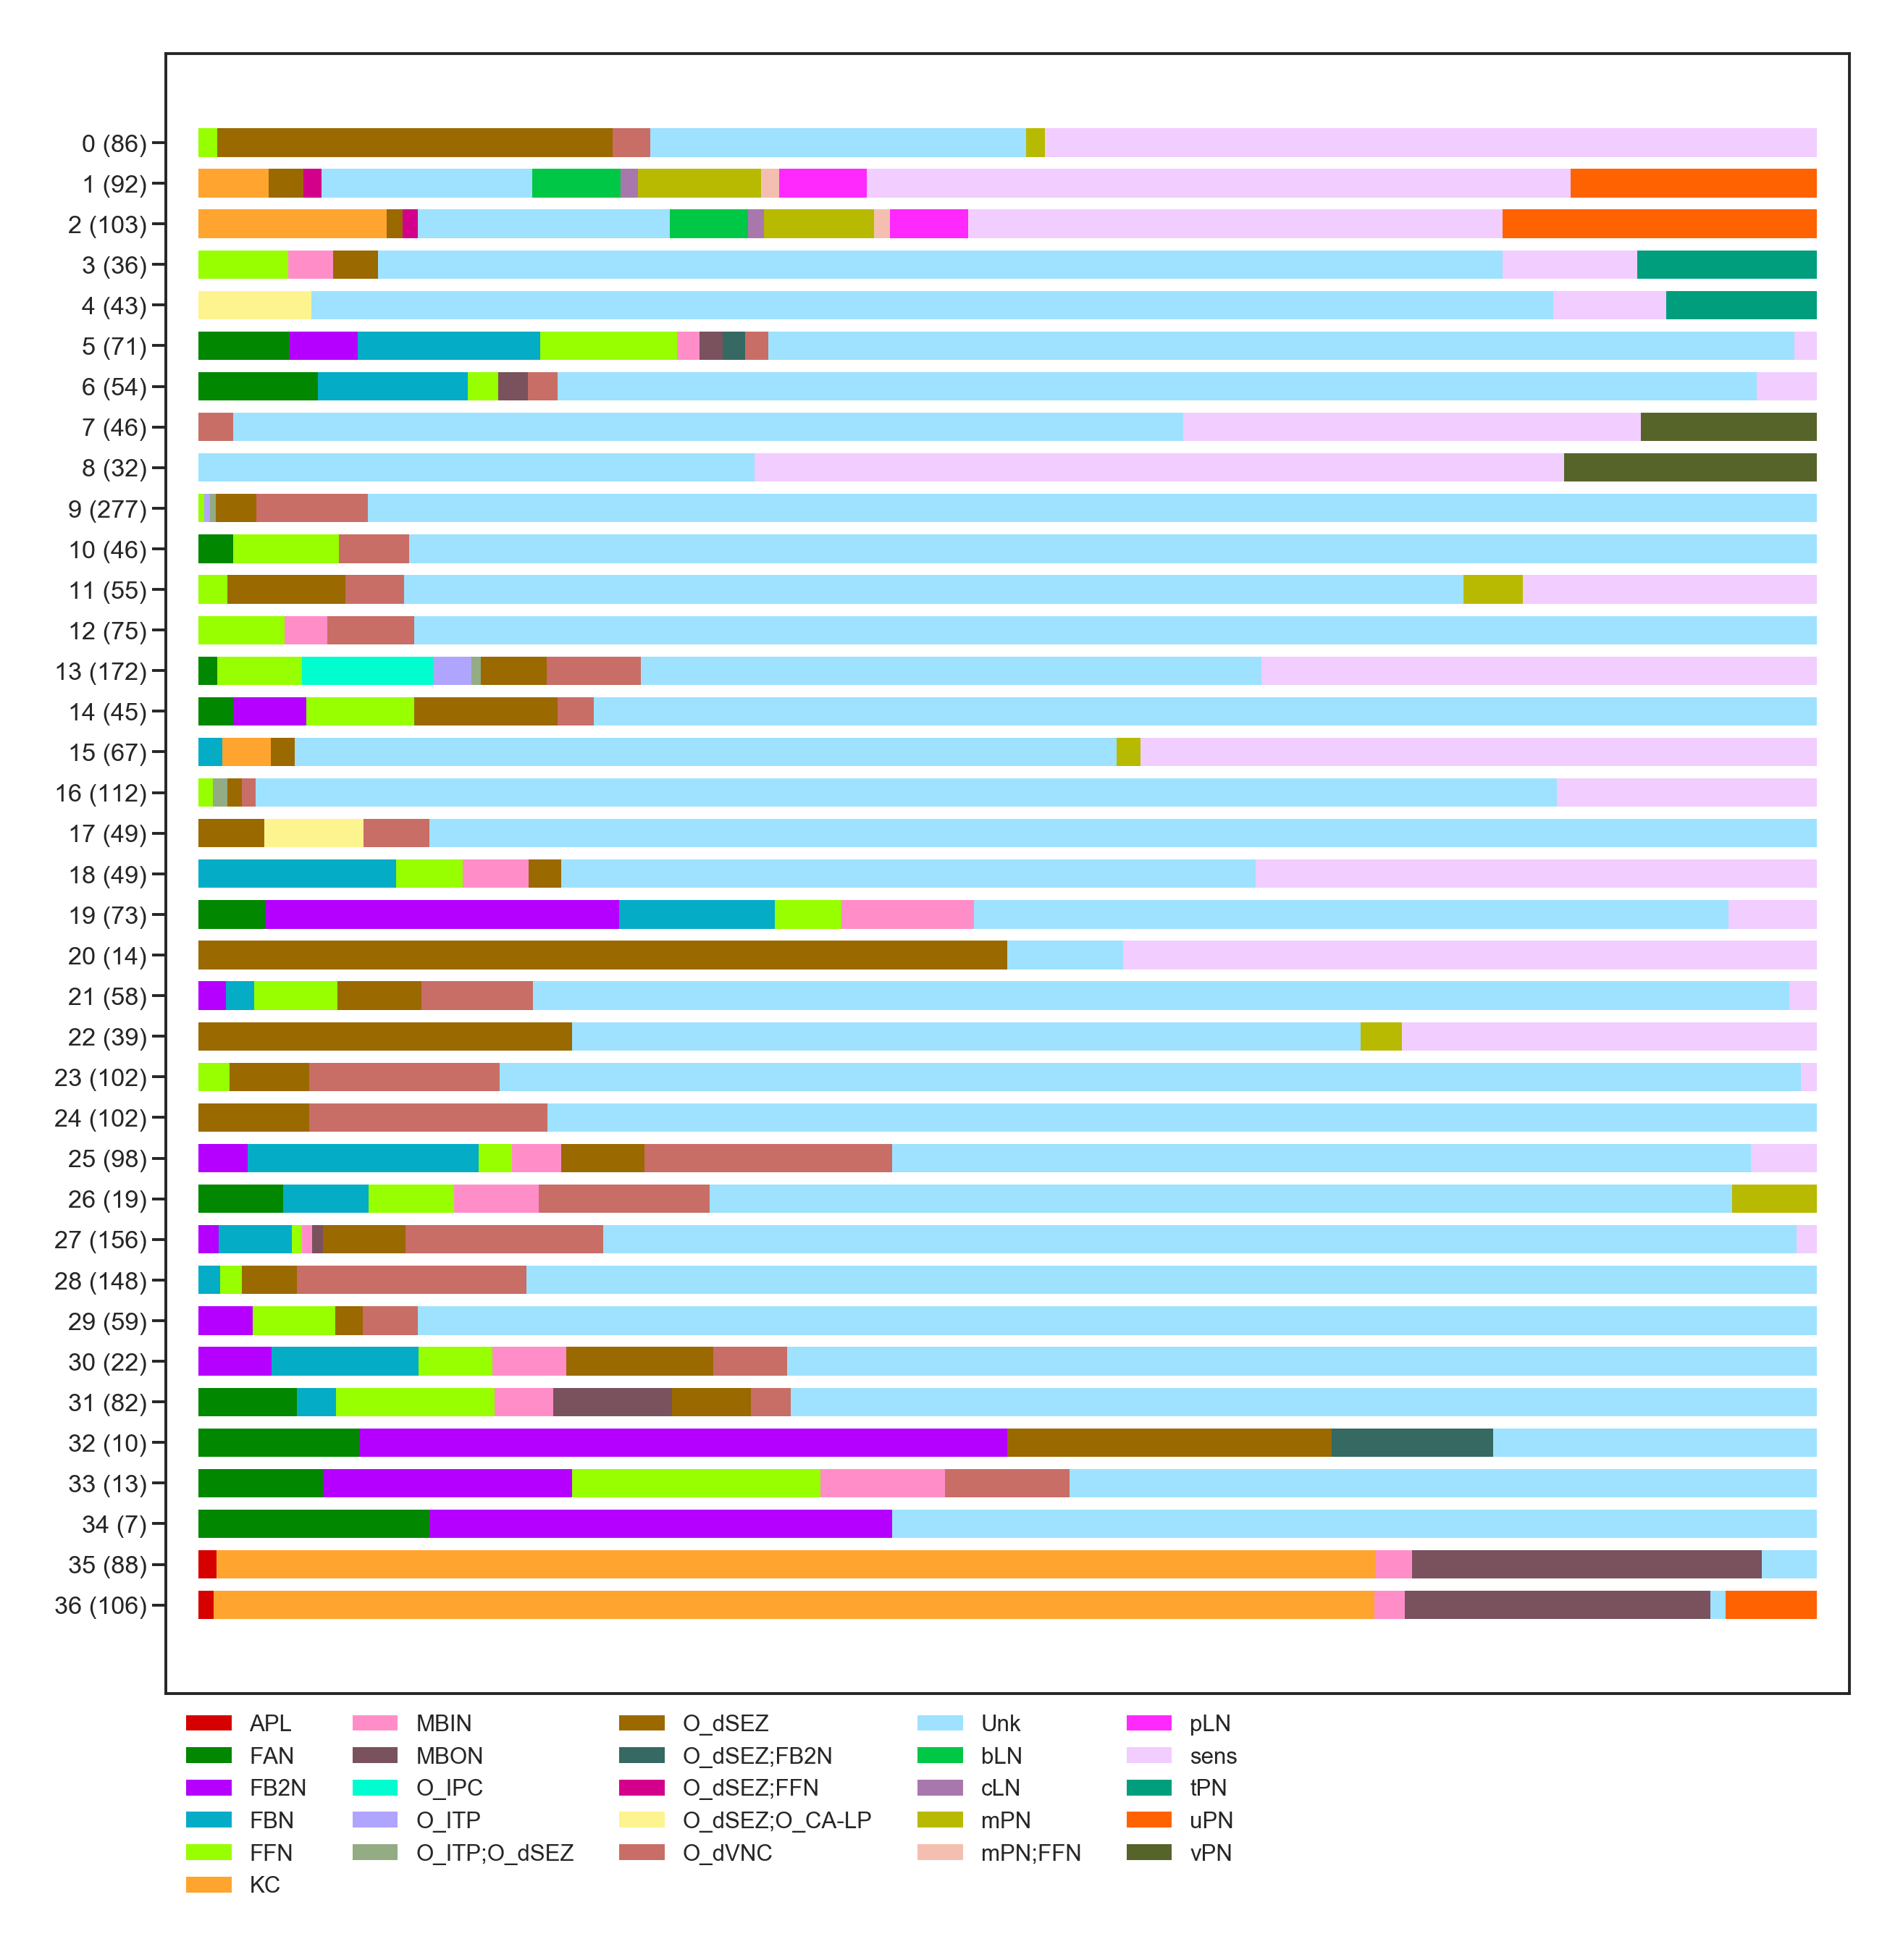 0 (86)
1 (92)
2 (103)
3 (36)
4 (43)
5 (71)
6 (54)
7 (46)
8 (32)
9 (277)
10 (46)
11 (55)
12 (75)
13 (172)
14 (45)
15 (67)
16 (112)
17 (49)
18 (49)
19 (73)
20 (14)
21 (58)
22 (39)
23 (102)
24 (102)
25 (98)
26 (19)
27 (156)
28 (148)
29 (59)
30 (22)
31 (82)
32 (10)
33 (13)
34 (7)
35 (88)
36 (106)
APL
FAN
FB2N
FBN
FFN
KC
MBIN
MBON
O_IPC
O_ITP
O_ITP;O_dSEZ
O_dSEZ
O_dSEZ;FB2N
O_dSEZ;FFN
O_dSEZ;O_CA-LP
O_dVNC
Unk
bLN
cLN
mPN
mPN;FFN
pLN
sens
tPN
uPN
vPN